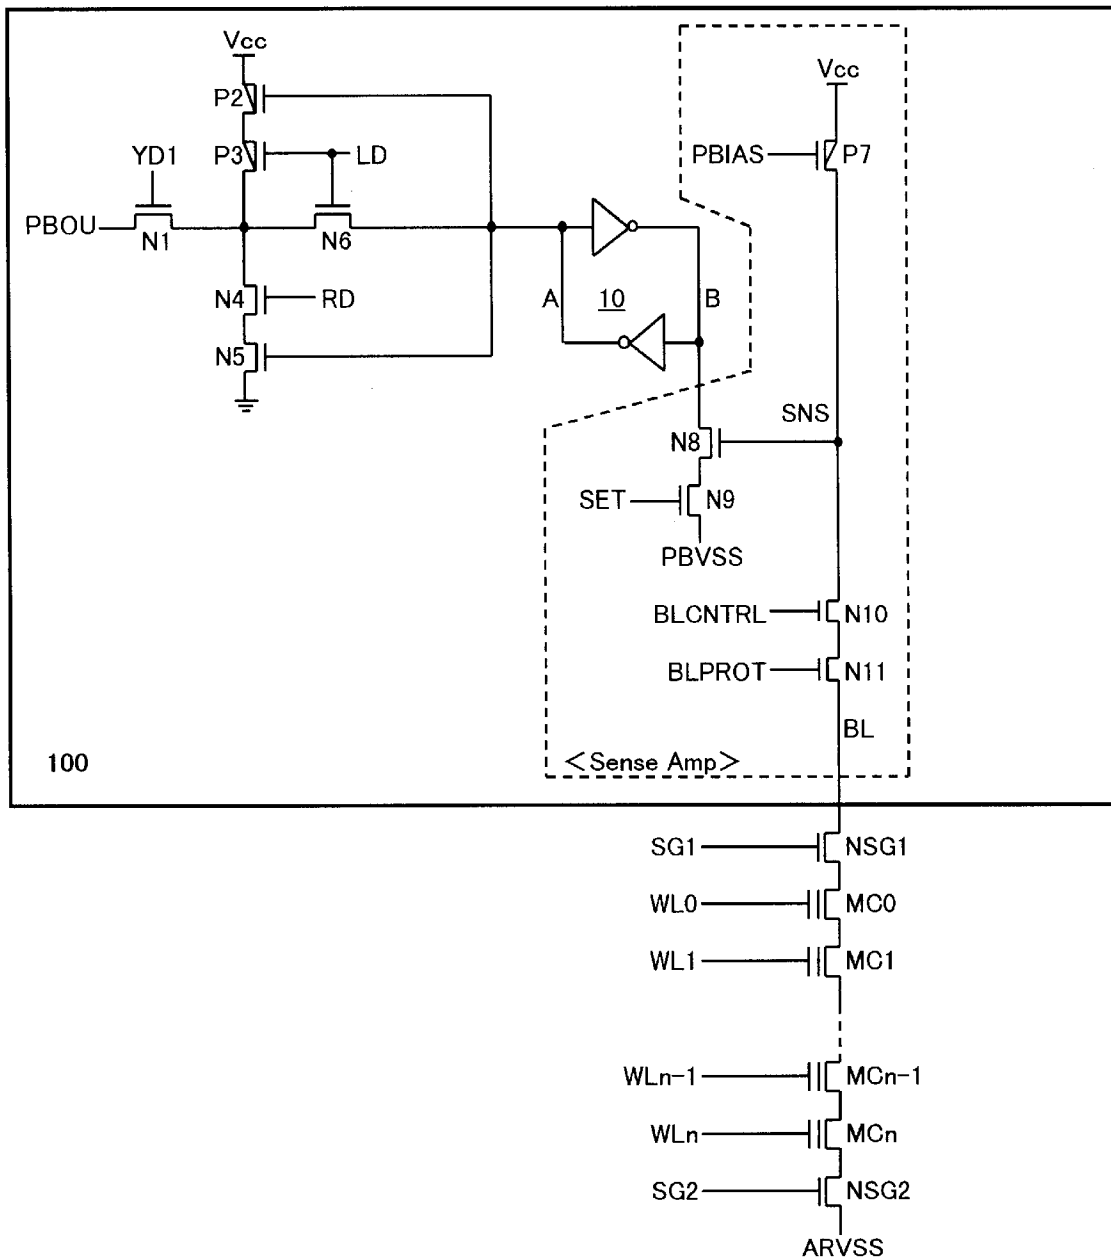 Vcc
Vcc
P2
YD1
P3
LD
PBIAS
P7
PBOU
N1
N6
N4
RD
A
10
B
N5
SNS
N8
SET
N9
PBVSS
BLCNTRL
N10
BLPROT
N11
BL
100
<Sense Amp>
SG1
NSG1
WL0
MC0
WL1
MC1
WLn-1
MCn-1
WLn
MCn
SG2
NSG2
ARVSS